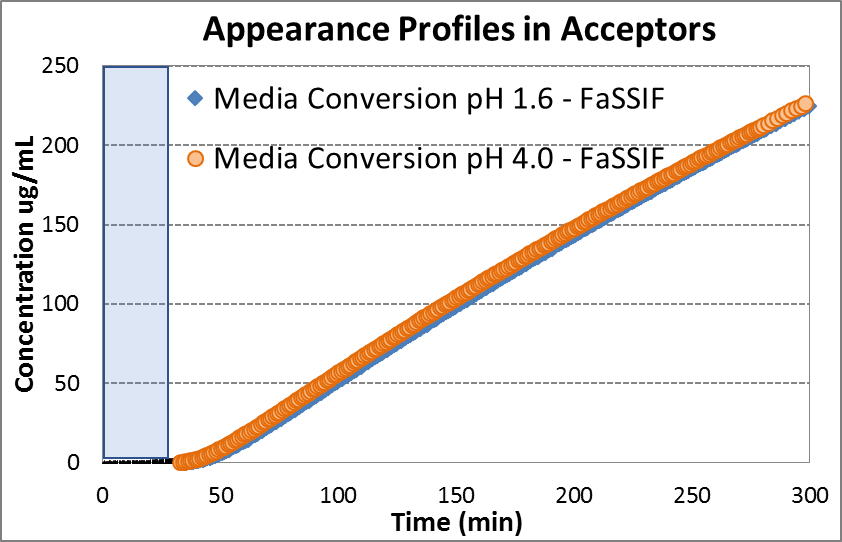 Appearance Profiles in Acceptors
Concentration ug/mL
250
200
150
100
50
0
Media Conversion pH 1.6 - FaSSIF
Media Conversion pH 4.0 - FaSSIF
0 50 100 150 200 250 300
Time (min)